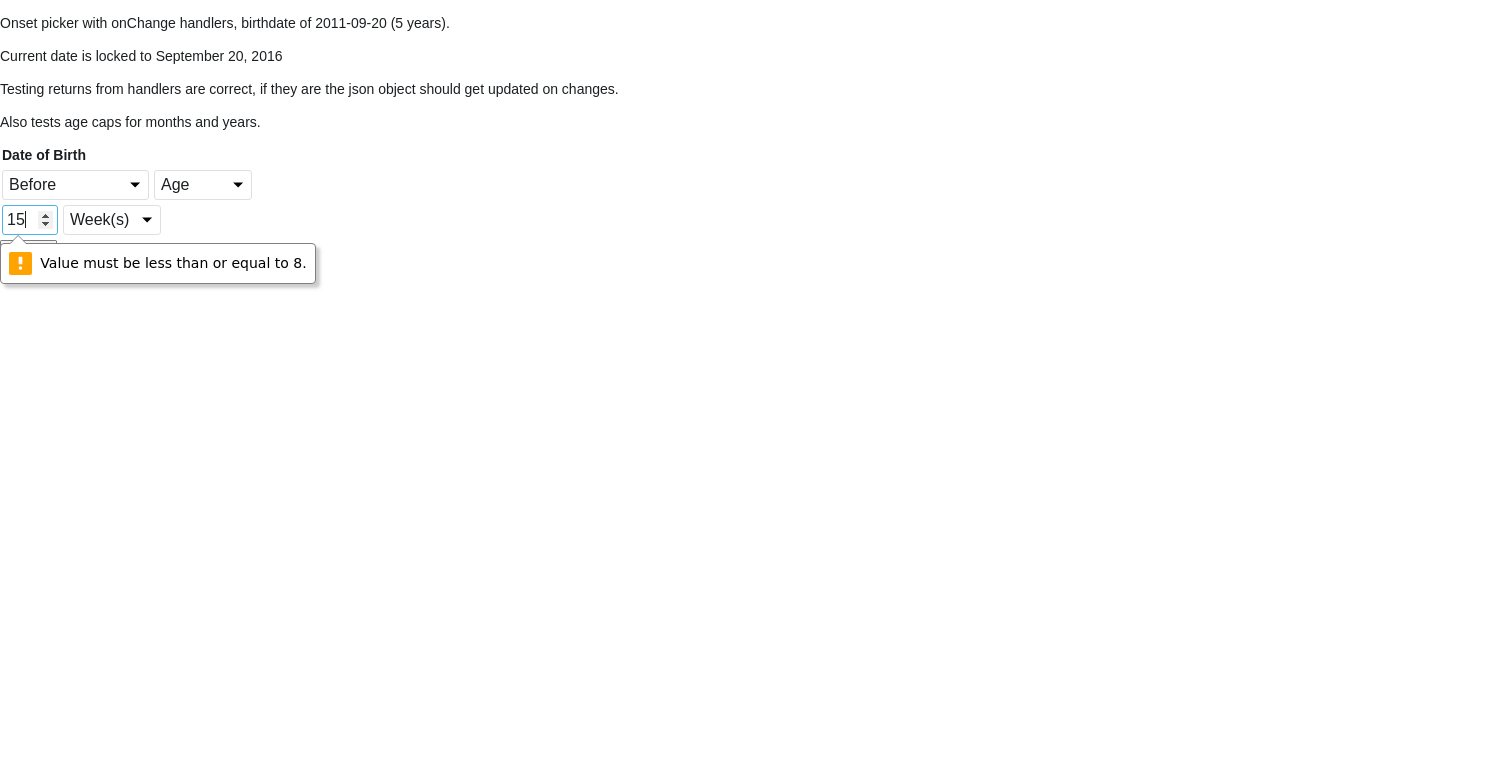 Onset picker with onChange handlers, birthdate of 2011-09-20 (5 years).
Current date is locked to September 20, 2016
Testing returns from handlers are correct, if they are the json object should get updated on changes.
Also tests age caps for months and years.
Date of Birth
Before Age
15 Week(s)
Value must be less than or equal to 8.